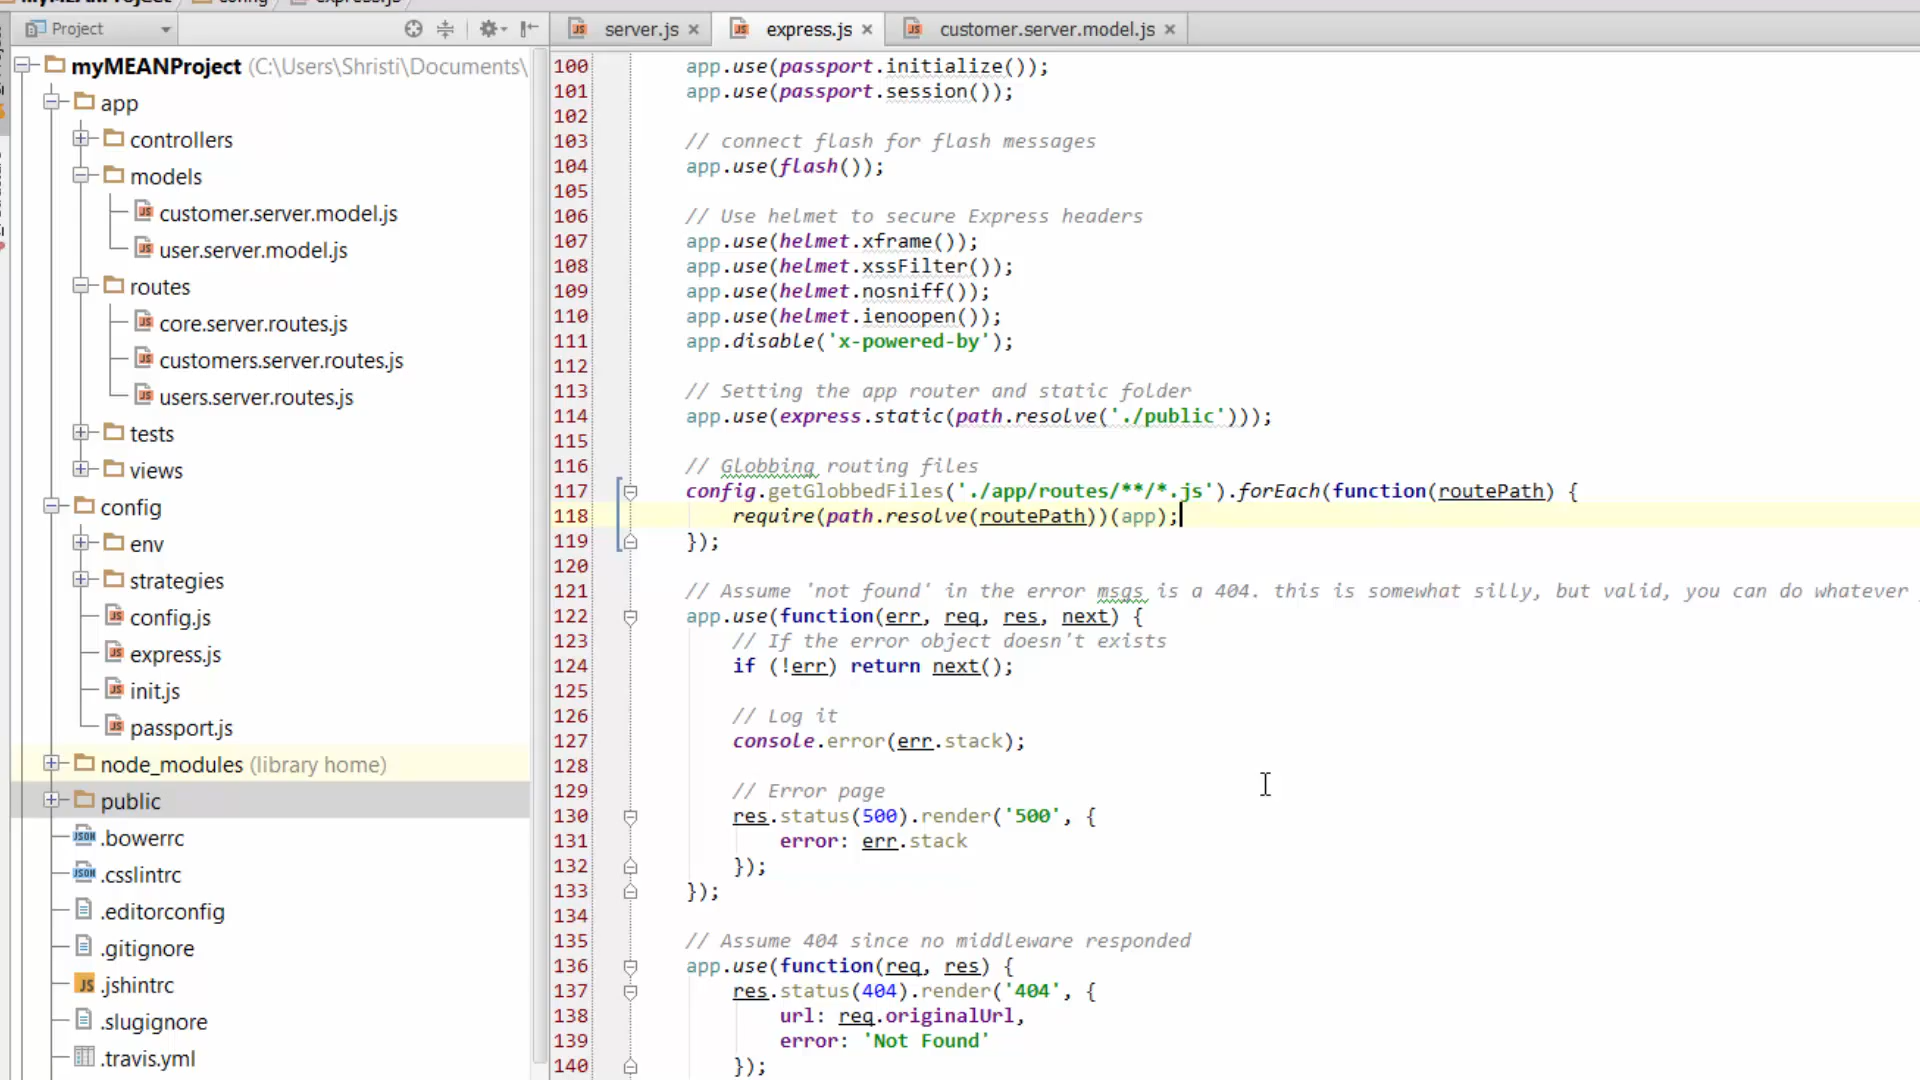 Project
myMEANProject (C:\Users\Shristi\Documents\
app
controllers
models
customer.server.model.js
user.server.model.js
routes
core.server.routes.js
customers.server.routes.js
users.server.routes.js
tests
views
config
env
strategies
config.js
express.js
init.js
passport.js
node_modules (library home)
public
.bowerrc
.csslintrc
.editorconfig
.gitignore
.jshintrc
.slugignore
.travis.yml
server.js express.js customer.server.model.js
100 app.use(passport.initialize());
101 app.use(passport.session());
102
103 // connect flash for flash messages
104 app.use(flash());
105
106 // Use helmet to secure Express headers
107 app.use(helmet.xframe());
108 app.use(helmet.xssFilter());
109 app.use(helmet.nosniff());
110 app.use(helmet.ienoopen());
111 app.disable('x-powered-by');
112
113 // Setting the app router and static folder
114 app.use(express.static(path.resolve('./public')));
115
116 // Globbing routing files
117 config.getGlobbedFiles('./app/routes/**/*.js').forEach(function(routePath) {
118 require(path.resolve(routePath))(app);
119 });
120
121 // Assume 'not found' in the error msgs is a 404. this is somewhat silly, but valid, you can do whatever
122 app.use(function(err, req, res, next) {
123 // If the error object doesn't exists
124 if (!err) return next();
125
126 // Log it
127 console.error(err.stack);
128
129 // Error page
130 res.status(500).render('500', {
131 error: err.stack
132 });
133 });
134
135 // Assume 404 since no middleware responded
136 app.use(function(req, res) {
137 res.status(404).render('404', {
138 url: req.originalUrl,
139 error: 'Not Found'
140 });